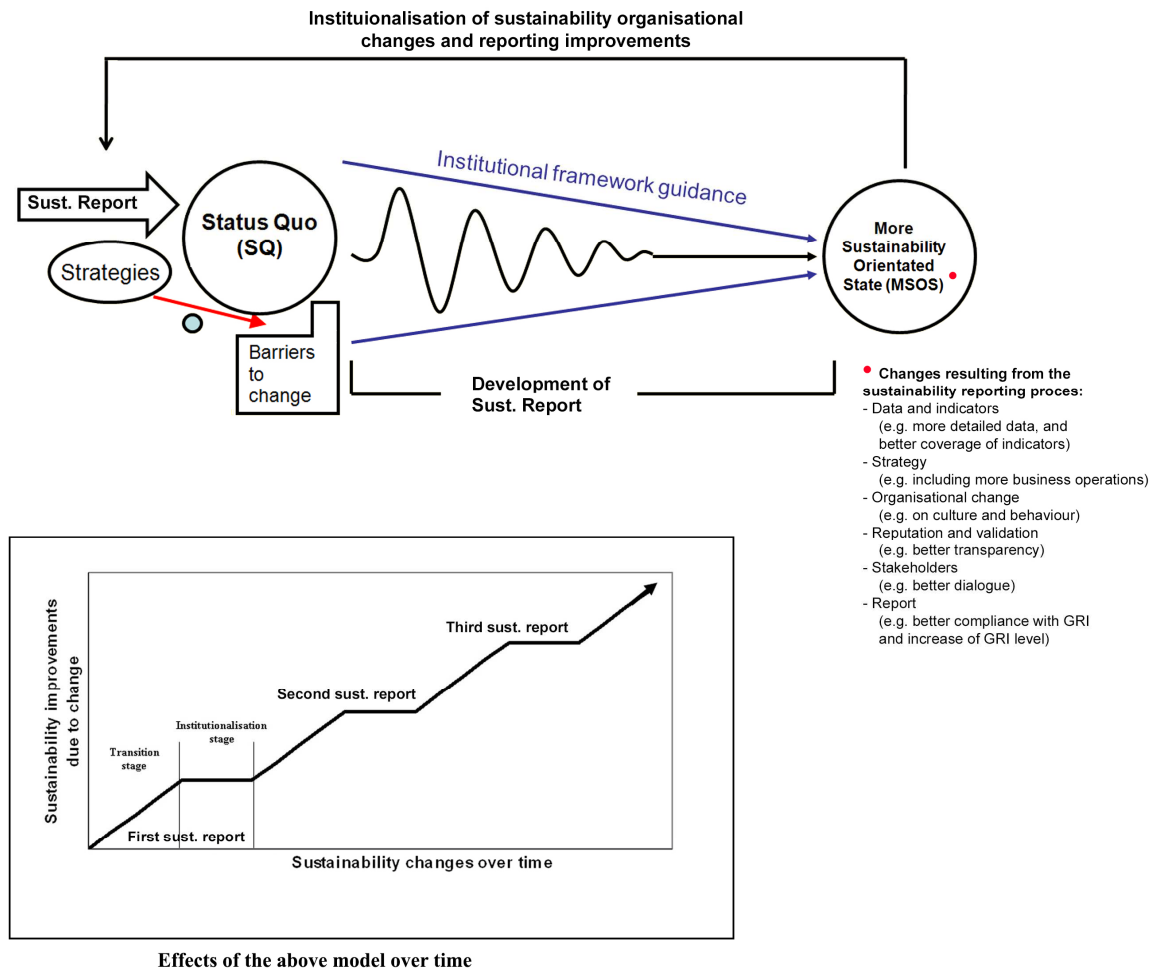 Instituionalisation of sustainability organisational
changes and reporting improvements
Sust. Report
Status Quo
(SQ)
Strategies
Barriers
to
change
Institutional framework guidance
More
Sustainability
Orientated
State (MSOS)
Development of
Sust. Report
Changes resulting from the
sustainability reporting proces:
- Data and indicators
(e.g. more detailed data, and
better coverage of indicators)
- Strategy
(e.g. including more business operations)
- Organisational change
(e.g. on culture and behaviour)
- Reputation and validation
(e.g. better transparency)
- Stakeholders
(e.g. better dialogue)
- Report
(e.g. better compliance with GRI
and increase of GRI level)
Sustainability improvements
due to change
Third sust. report
Second sust. report
Institutionalisation
stage
Transition
stage
First sust. report
Sustainability changes over time
Effects of the above model over time